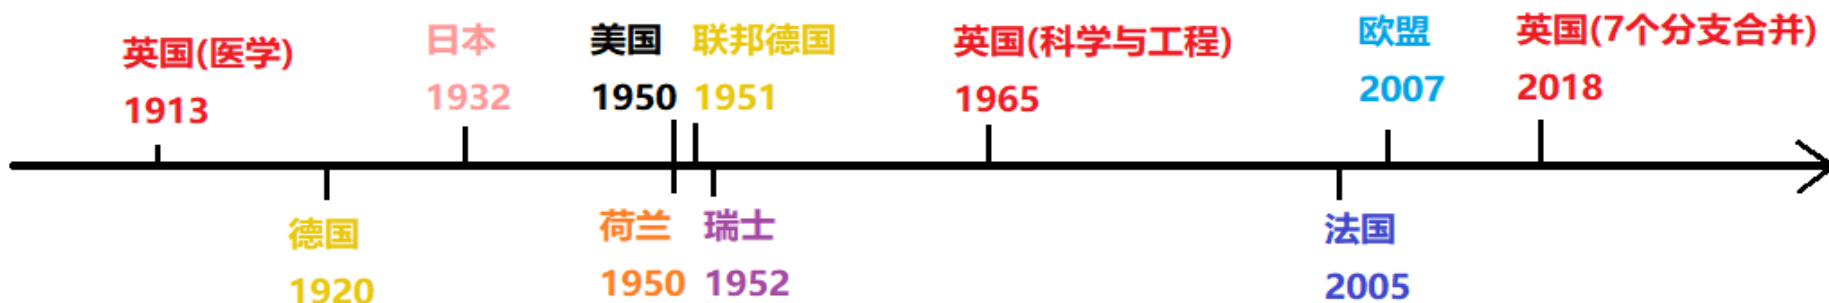 英国(医学)
1913
日本
1932
美国
1950
联邦德国
1951
英国(科学与工程)
1965
欧盟
2007
英国(7个分支合并)
2018
德国
1920
荷兰
1950
瑞士
1952
法国
2005